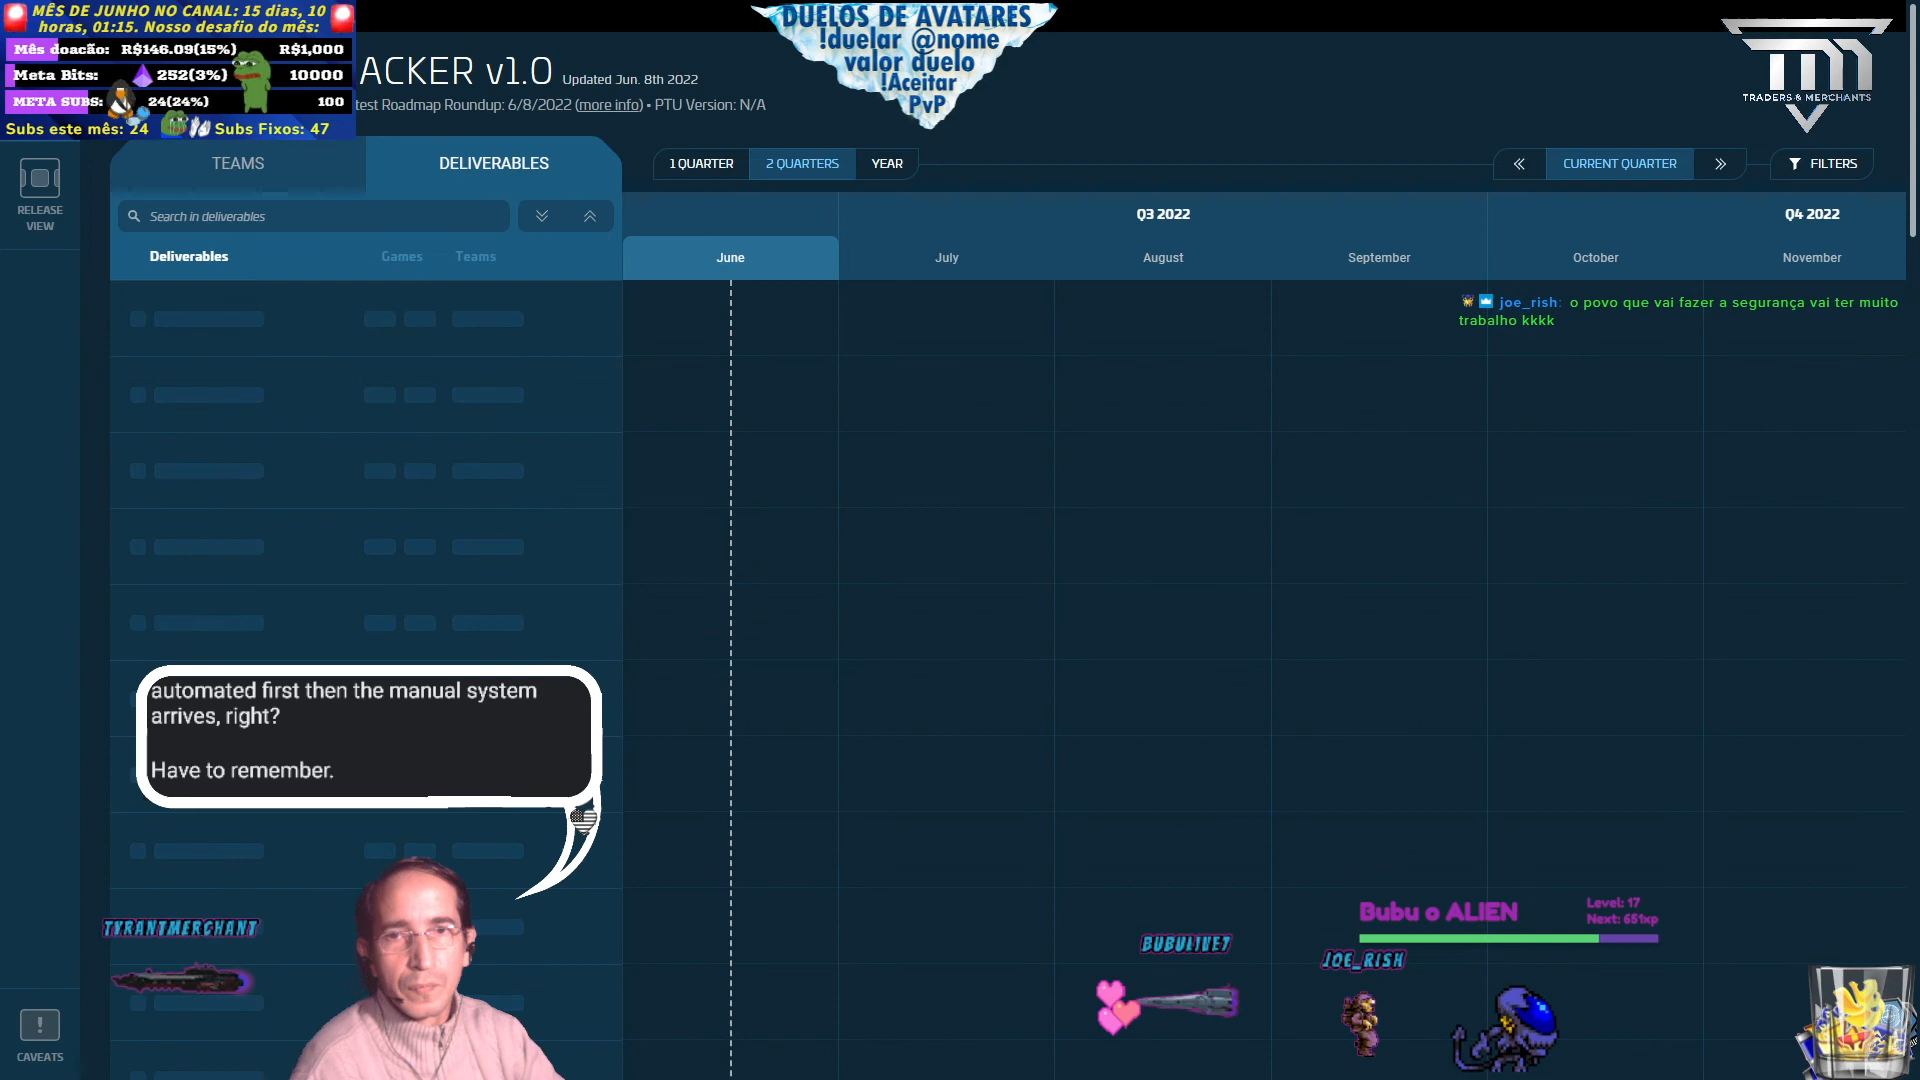 MÊS DE JUNHO NO CANAL: 15 dias, 10
horas, 01:15. Nosso desafio do mês:
Mês doacão: R$146.09(15%) R$1,000
Meta Bits: 252(3%) 10000
META SUBS: 24(24%) 100
Subs este mês: 24 Subs Fixos: 47
ACKER v1.0 Updated Jun. 8th 2022
test Roadmap Roundup: 6/8/2022 (more info) • PTU Version: N/A
DUELOS DE AVATARES
!duelar @nome
valor duelo
!Aceitar
PvP
TRADERS & MERCHANTS
RELEASE
VIEW
TEAMS DELIVERABLES
1 QUARTER 2 QUARTERS YEAR
CURRENT QUARTER
FILTERS
Search in deliverables
Deliverables Games Teams
Q3 2022 Q4 2022
June July August September October November
joe_rish: o povo que vai fazer a segurança vai ter muito
trabalho kkkk
automated first then the manual system
arrives, right?
Have to remember.
TYRANTMERCHANT
BUBULIVE7
JOE_RISH
Bubu o ALIEN
Level: 17
Next: 651xp
CAVEATS